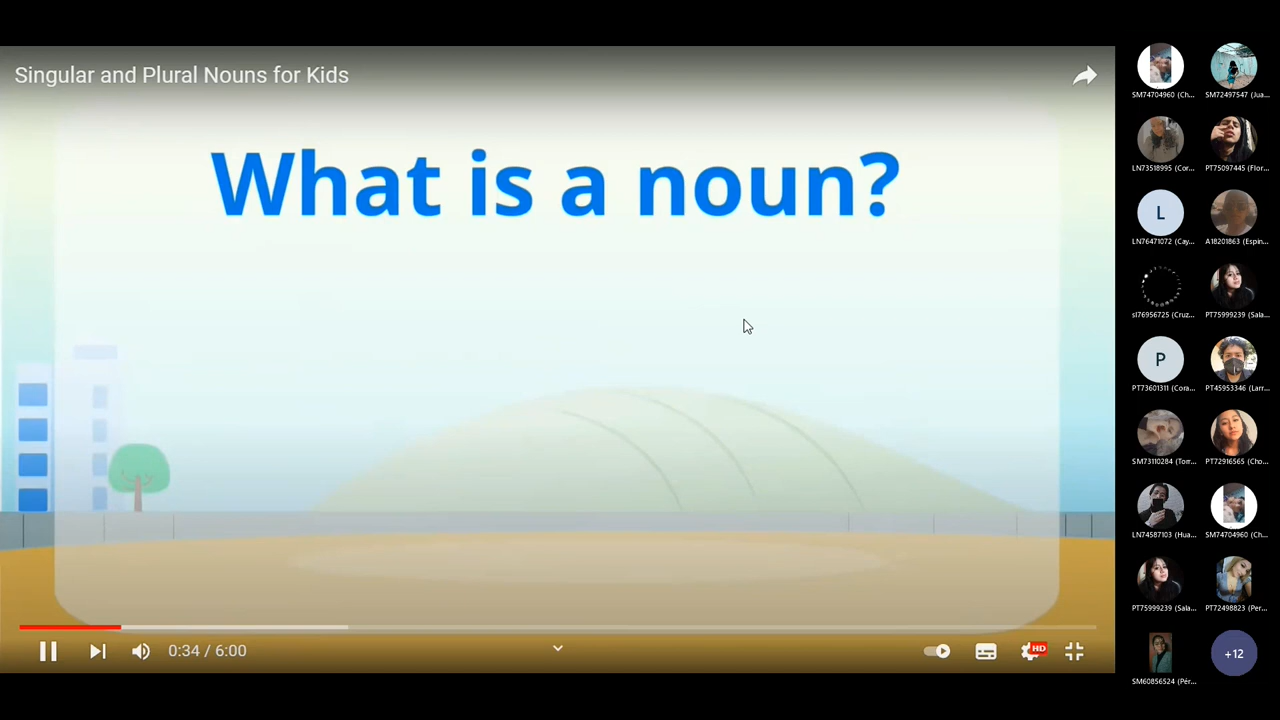 Singular and Plural Nouns for Kids
What is a noun?
0:34 / 6:00
HD
SM74704960 (Ch...
SM72497547 (Jua...
LN73518995 (Cor...
PT75097445 (Flor...
L
LN76471072 (Cay...
A18201863 (Espin...
sl76956725 (Cruz...
PT75999239 (Sala...
P
PT73601311 (Cora...
PT45953346 (Larr...
SM73110284 (Torr...
PT72916565 (Cho...
LN74587103 (Hua...
SM74704960 (Ch...
PT75999239 (Sala...
PT72498823 (Per...
SM60856524 (Pér...
+12